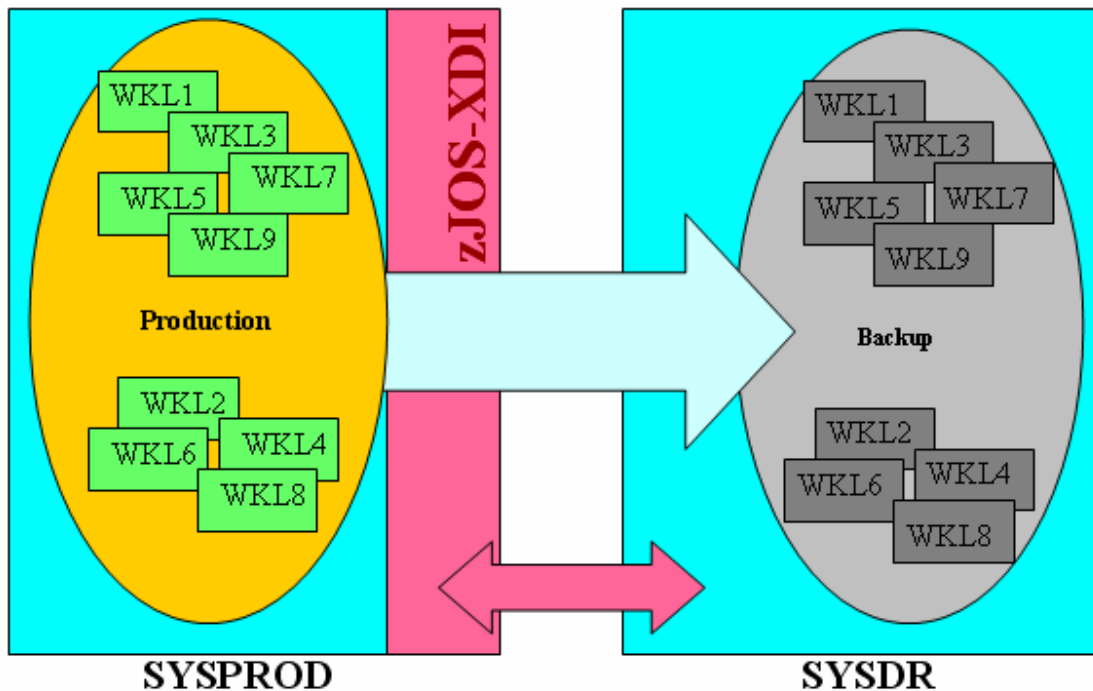 WKL1
WKL3
WKL7
WKL5
WKL9
Production
WKL2
WKL4
WKL6
WKL8
SYSPROD
zJOS-XDI
WKL1
WKL3
WKL7
WKL5
WKL9
Backup
WKL2
WKL4
WKL6
WKL8
SYSDR